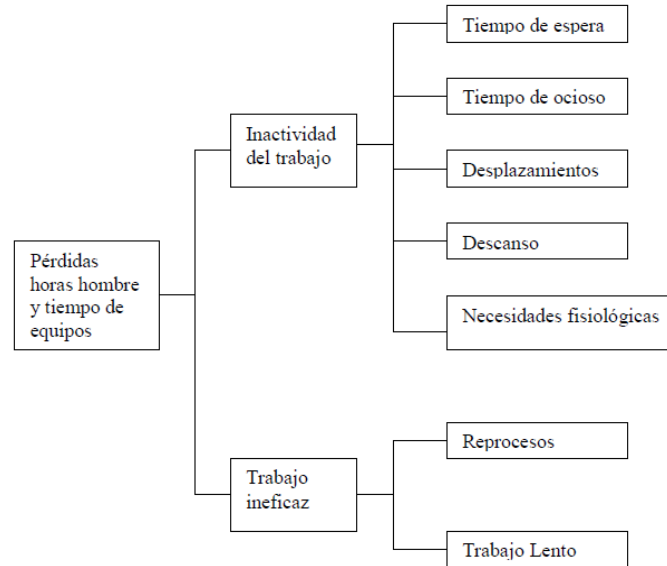 Tiempo de espera
Tiempo de ocioso
Inactividad
del trabajo
Desplazamientos
Descanso
Pérdidas
horas hombre
y tiempo de
equipos
Necesidades fisiológicas
Reprocesos
Trabajo
ineficaz
Trabajo Lento